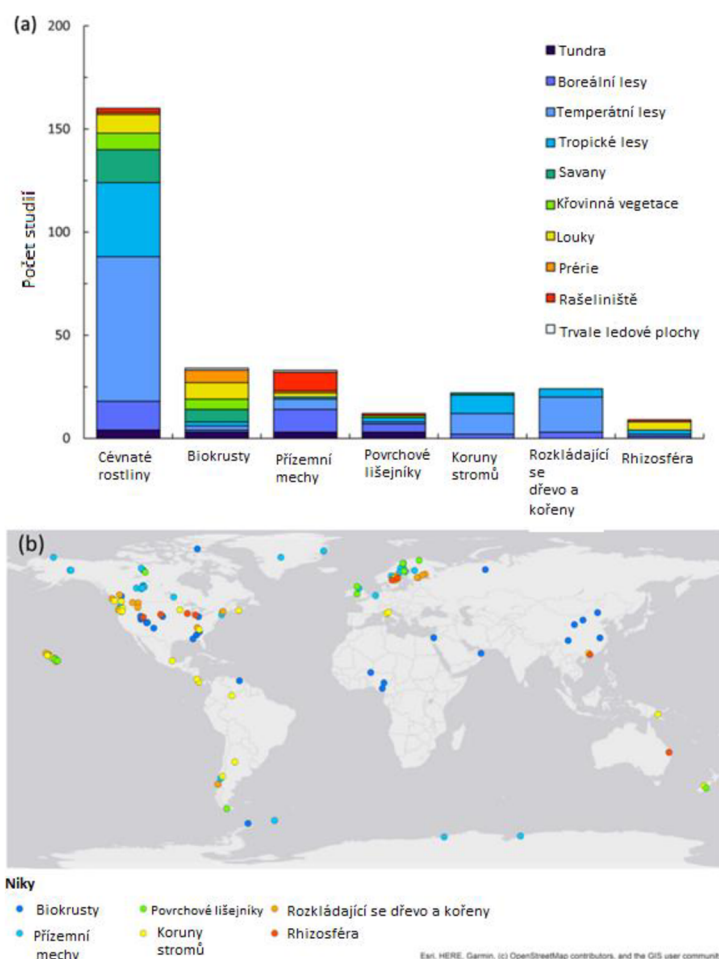 (a)
200
150
100
50
0
Počet studií
Tundra
Boreální lesy
Temperátní lesy
Tropické lesy
Savany
Křovinná vegetace
Louky
Prérie
Rašeliniště
Trvale ledové plochy
Cévnaté
rostliny
Biokrusty
Přízemní
mechy
Povrchové
lišejníky
Koruny
stromů
Rozkládající
se
dřevo a
kořeny
Rhizosféra
(b)
Niky
Biokrusty
Povrchové lišejníky
Rozkládající se dřevo a kořeny
Přízemní
mechy
Koruny
stromů
Rhizosféra
Esri, HERE, Garmin, (c) OpenStreetMap contributors, and the GIS user communit